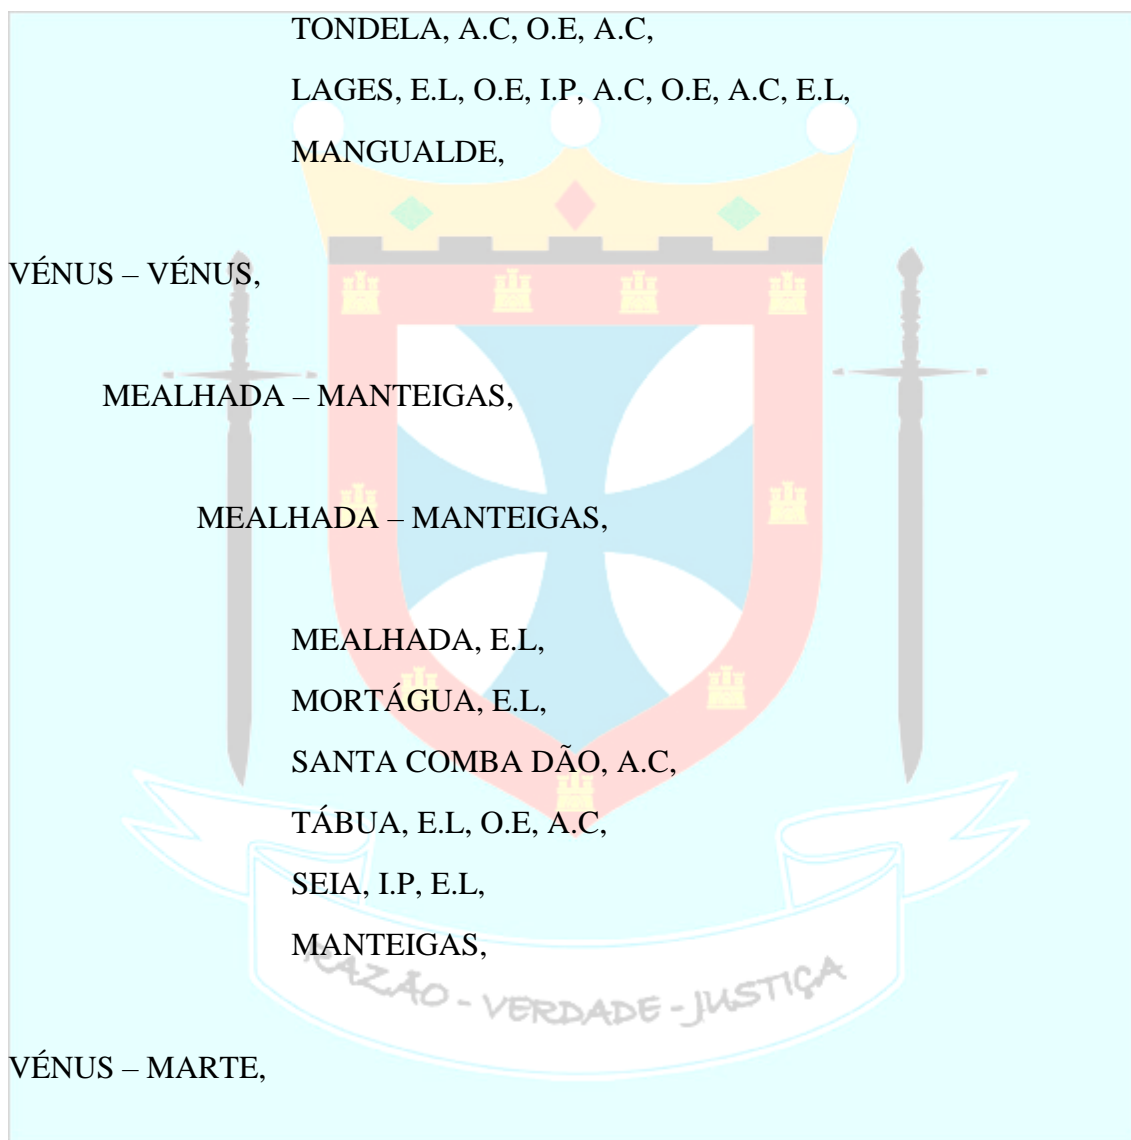 TONDELA, A.C, O.E, A.C,
LAGES, E.L, O.E, I.P, A.C, O.E, A.C, E.L,
MANGUALDE,
VÉNUS – VÉNUS,
MEALHADA – MANTEIGAS,
MEALHADA – MANTEIGAS,
MEALHADA, E.L,
MORTÁGUA, E.L,
SANTA COMBA DÃO, A.C,
TÁBUA, E.L, O.E, A.C,
SEIA, I.P, E.L,
MANTEIGAS,
RAZÃO - VERDADE - JUSTIÇA
VÉNUS – MARTE,